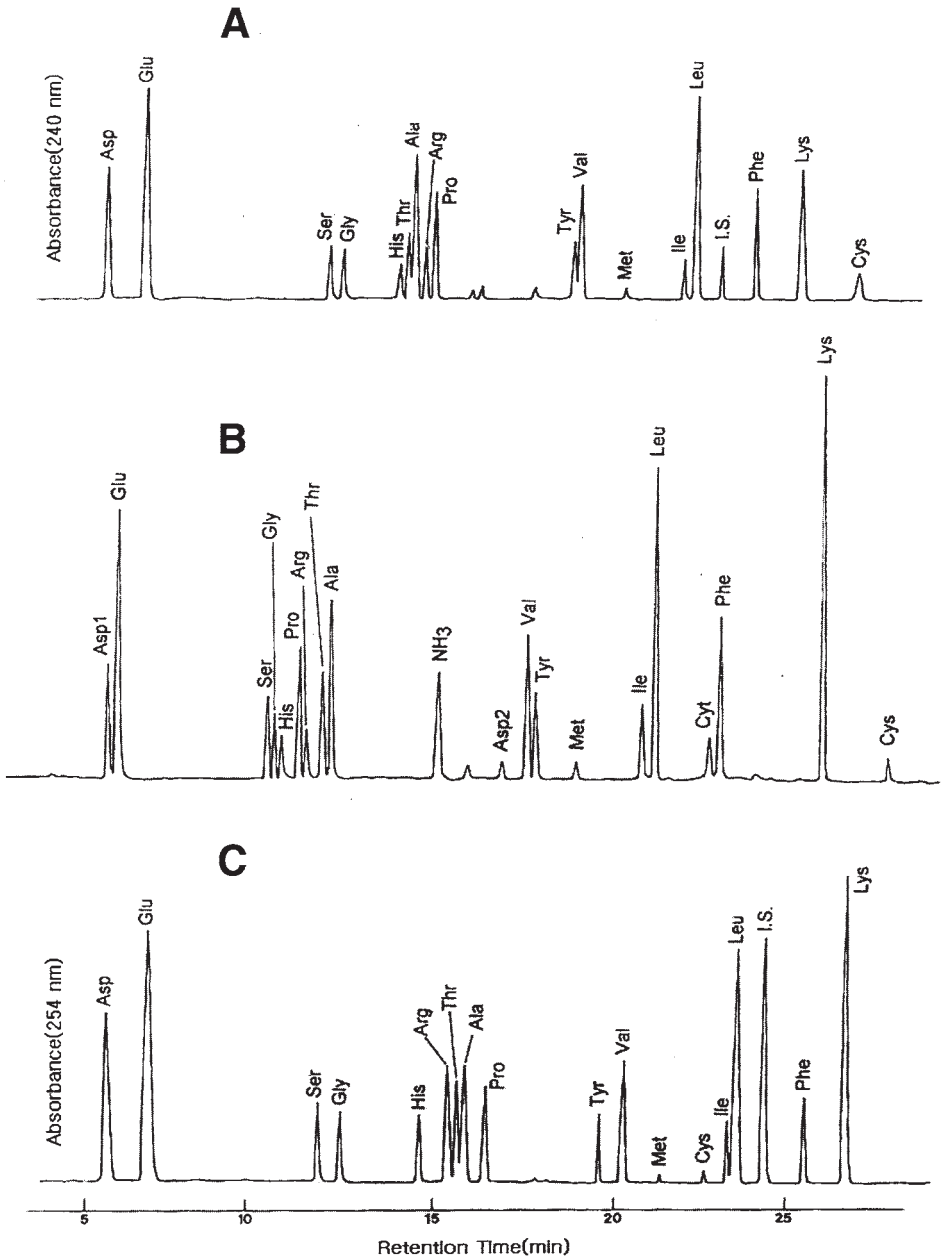 A
Absorbance(240 nm)
Asp
Glu
Ser
Gly
His
Thr
Ala
Arg
Pro
Tyr
Val
Met
Ile
Leu
I.S.
Phe
Lys
Cys
B
Asp1
Glu
Ser
Gly
His
Pro
Arg
Thr
Ala
NH3
Asp2
Val
Tyr
Met
Ile
Leu
Cyt
Phe
Lys
Cys
C
Absorbance(254 nm)
Asp
Glu
Ser
Gly
His
Arg
Thr
Ala
Pro
Tyr
Val
Met
Cys
Ile
Leu
I.S.
Phe
Lys
5 10 15 20 25
Retention Time(min)